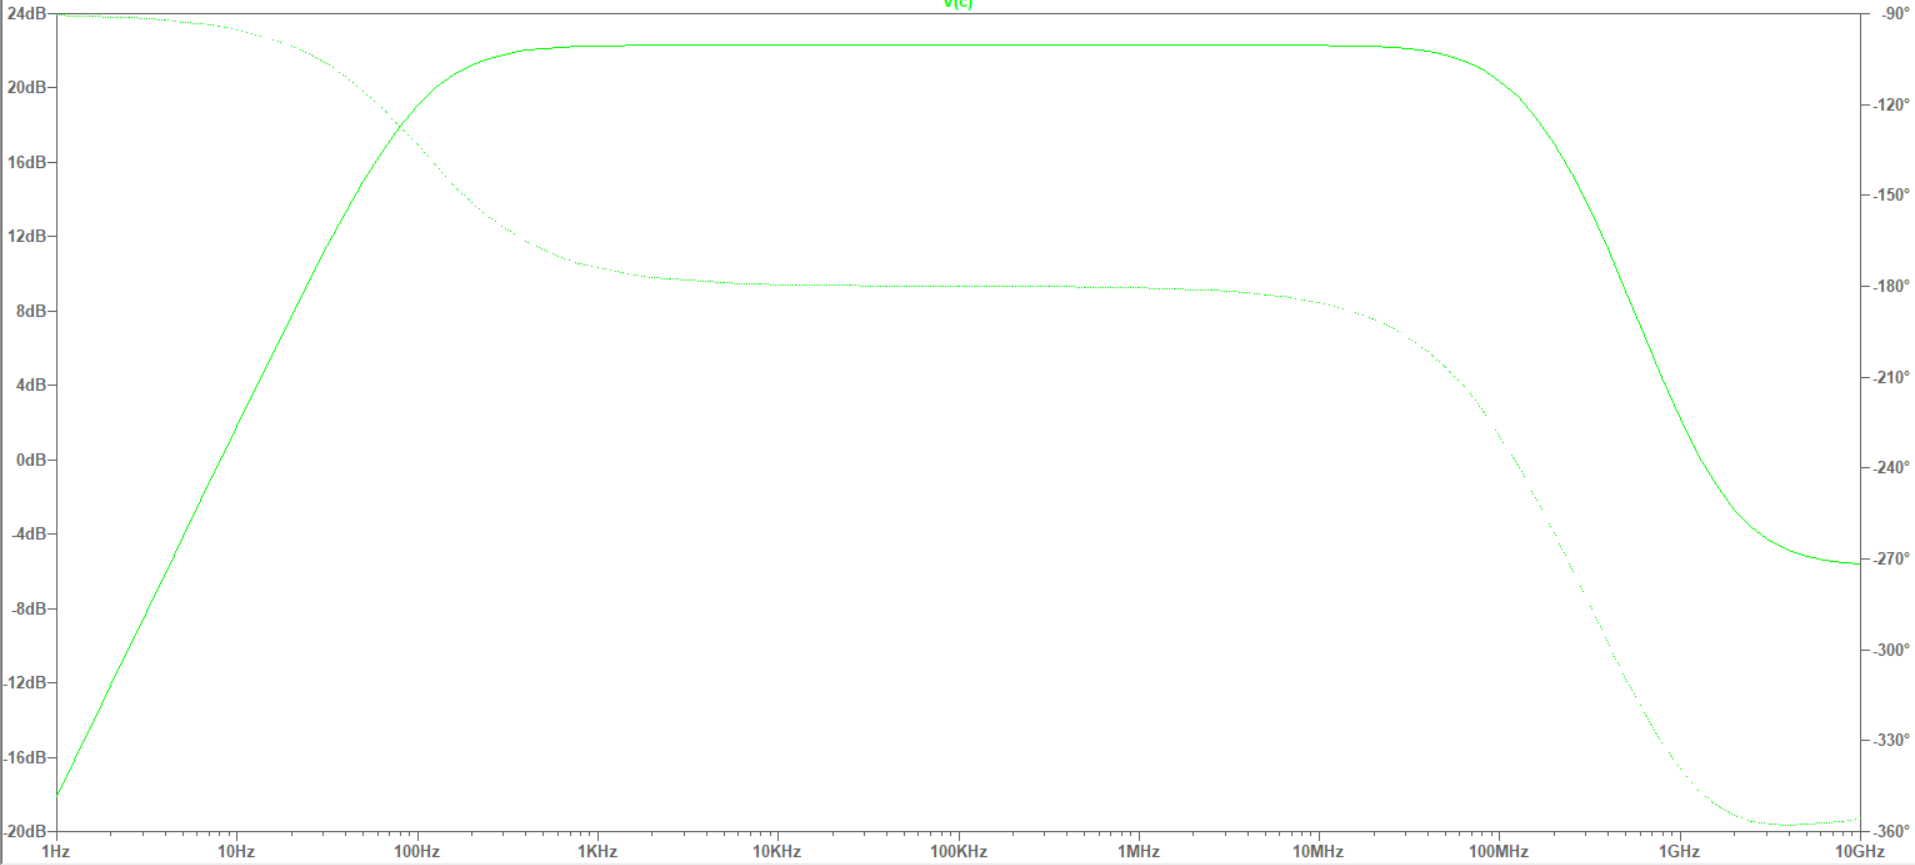 V(c)
24dB
20dB
16dB
12dB
8dB
4dB
0dB
-4dB
-8dB
-12dB
-16dB
-20dB
-90°
-120°
-150°
-180°
-210°
-240°
-270°
-300°
-330°
-360°
1Hz 10Hz 100Hz 1KHz 10KHz 100KHz 1MHz 10MHz 100MHz 1GHz 10GHz